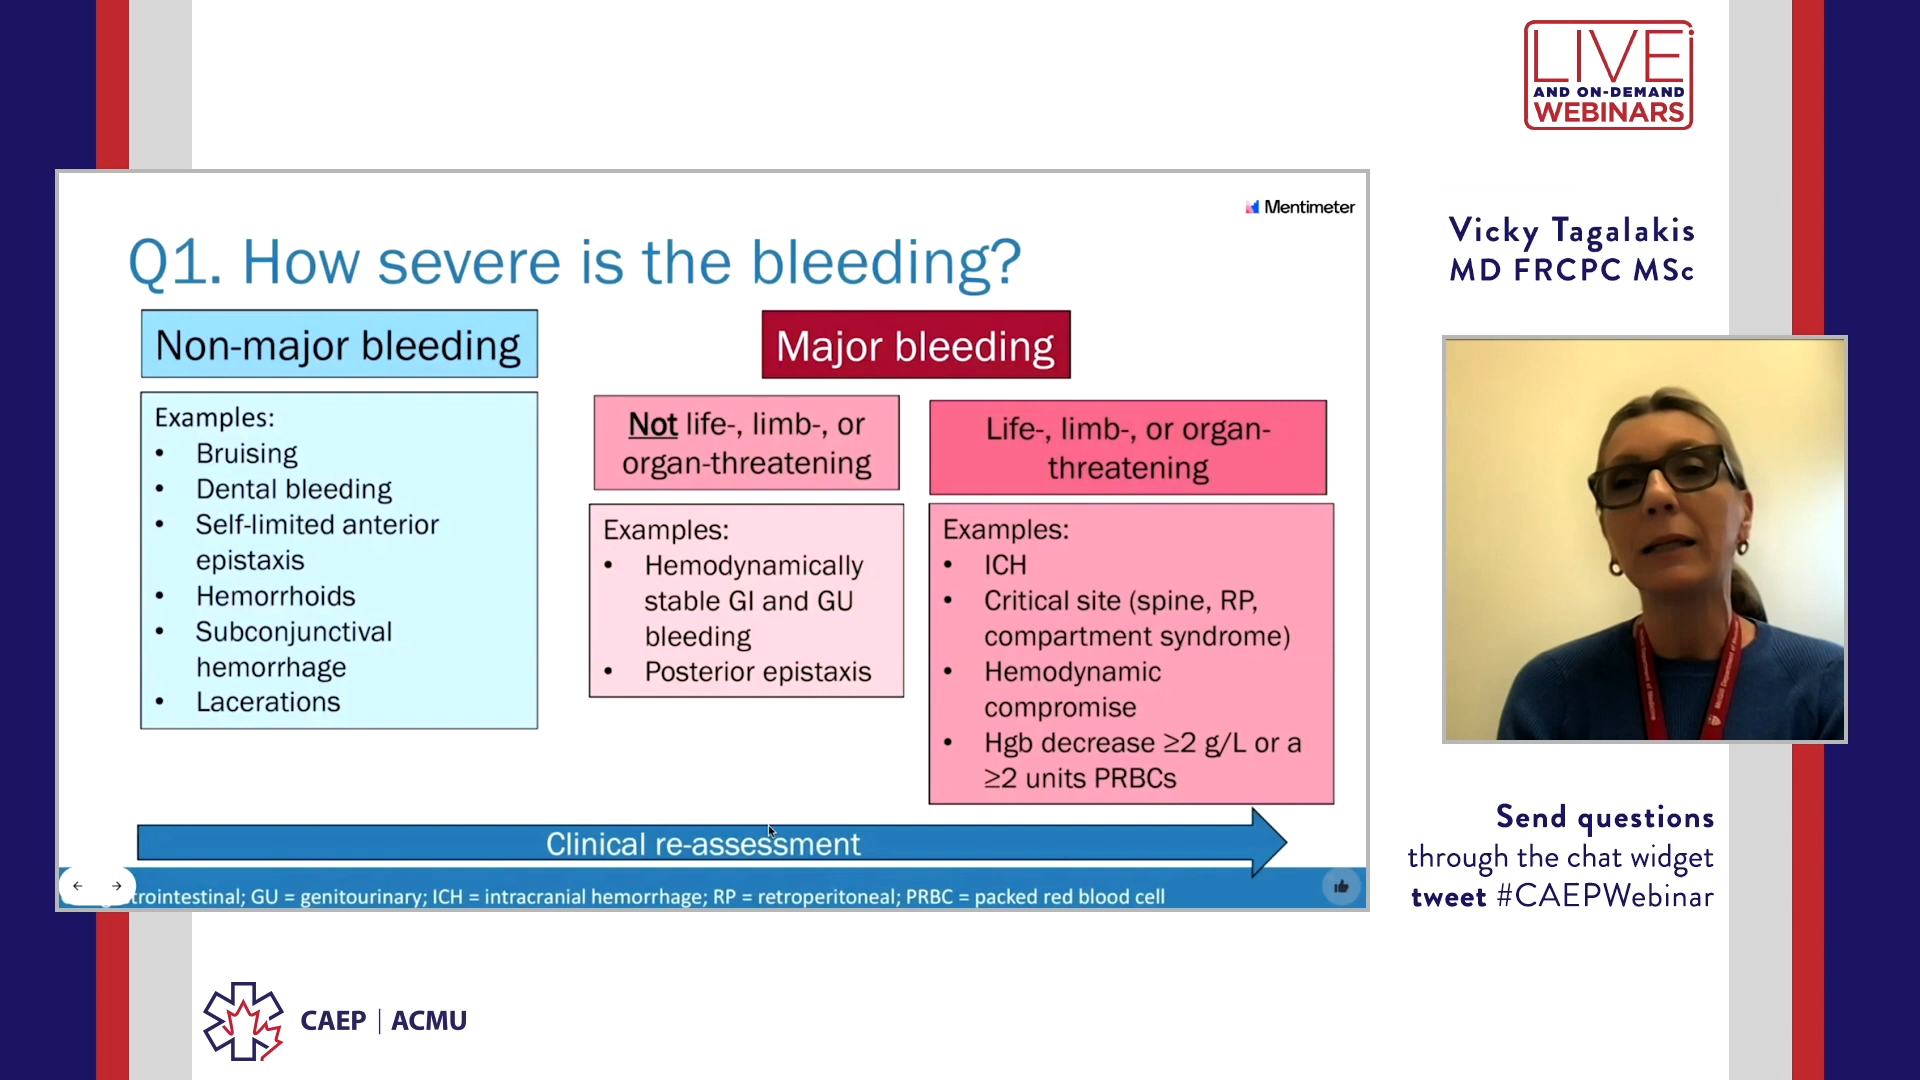 LIVE
AND ON-DEMAND
WEBINARS
Mentimeter
Q1. How severe is the bleeding?
Non-major bleeding
Examples:
• Bruising
• Dental bleeding
• Self-limited anterior
epistaxis
• Hemorrhoids
• Subconjunctival
hemorrhage
• Lacerations
Major bleeding
Not life-, limb-, or
organ-threatening
Examples:
• Hemodynamically
stable GI and GU
bleeding
• Posterior epistaxis
Life-, limb-, or organ-
threatening
Examples:
• ICH
• Critical site (spine, RP,
compartment syndrome)
• Hemodynamic
compromise
• Hgb decrease ≥2 g/L or a
≥2 units PRBCs
Clinical re-assessment
trointestinal; GU = genitourinary; ICH = intracranial hemorrhage; RP = retroperitoneal; PRBC = packed red blood cell
Vicky Tagalakis
MD FRCPC MSc
Send questions
through the chat widget
tweet #CAEPWebinar
CAEP | ACMU